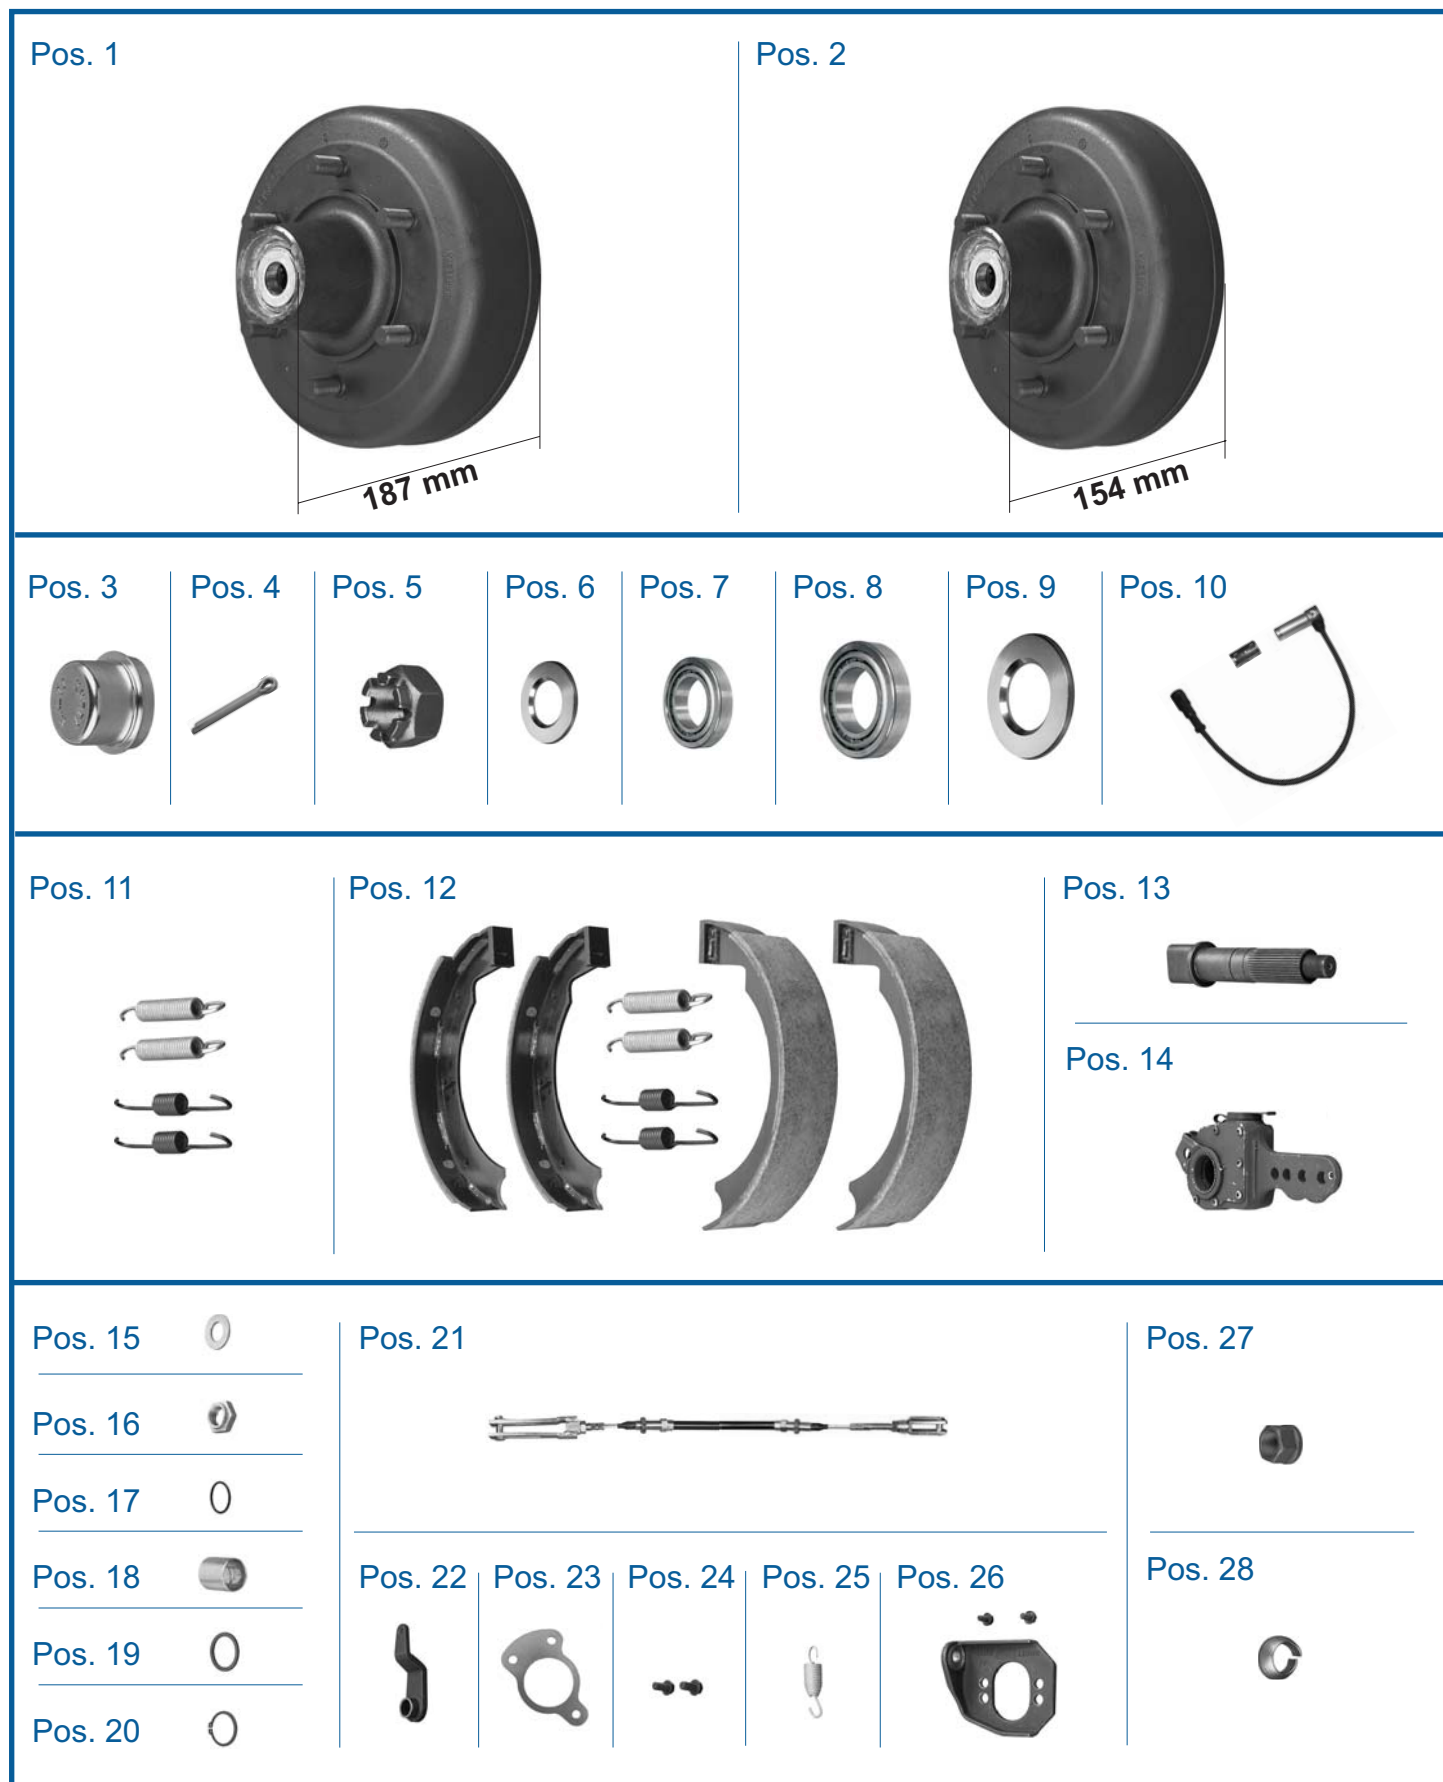 Pos. 1
Pos. 2
187 mm
154 mm
Pos. 3
Pos. 4
Pos. 5
Pos. 6
Pos. 7
Pos. 8
Pos. 9
Pos. 10
Pos. 11
Pos. 12
Pos. 13
Pos. 14
Pos. 15
Pos. 16
Pos. 17
Pos. 18
Pos. 19
Pos. 20
Pos. 21
Pos. 22
Pos. 23
Pos. 24
Pos. 25
Pos. 26
Pos. 27
Pos. 28